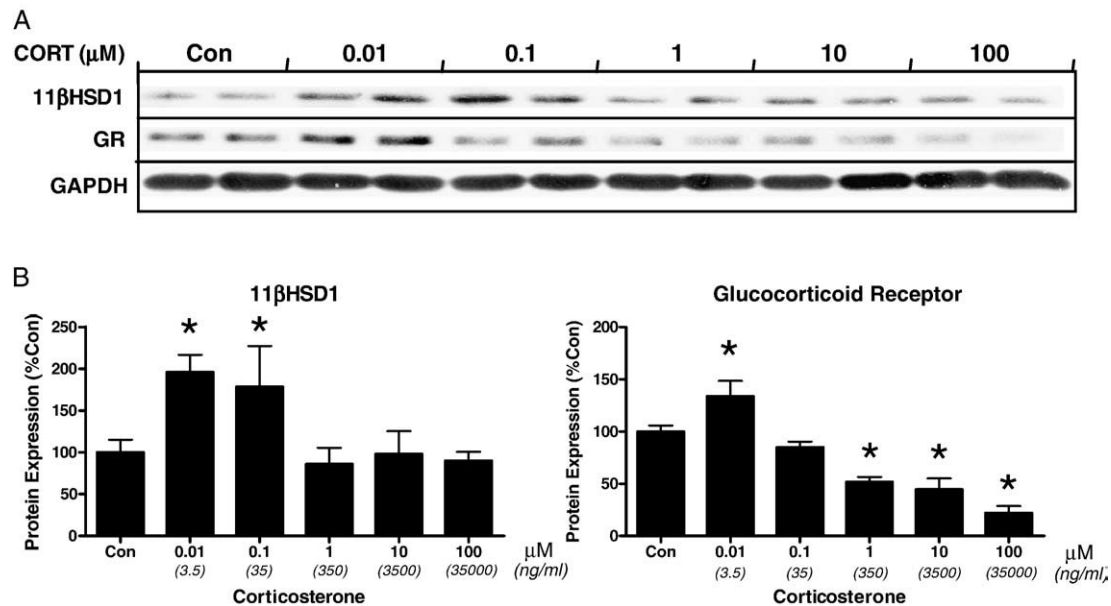 A
CORT (μM) Con 0.01 0.1 1 10 100
11βHSD1
GR
GAPDH
B
11βHSD1
Protein Expression (%Con)
250
200
150
100
50
0
*
*
Con 0.01 0.1 1 10 100 μM
(3.5) (35) (350) (3500) (35000) (ng/ml)
Corticosterone
Glucocorticoid Receptor
Protein Expression (%Con)
200
150
100
50
0
*
*
*
*
Con 0.01 0.1 1 10 100 μM
(3.5) (35) (350) (3500) (35000) (ng/ml)
Corticosterone